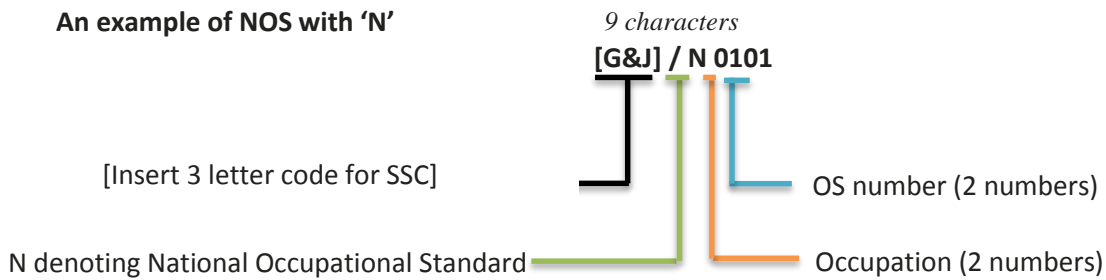 An example of NOS with ‘N’
9 characters
[G&J] / N 0101
[Insert 3 letter code for SSC]
OS number (2 numbers)
N denoting National Occupational Standard
Occupation (2 numbers)